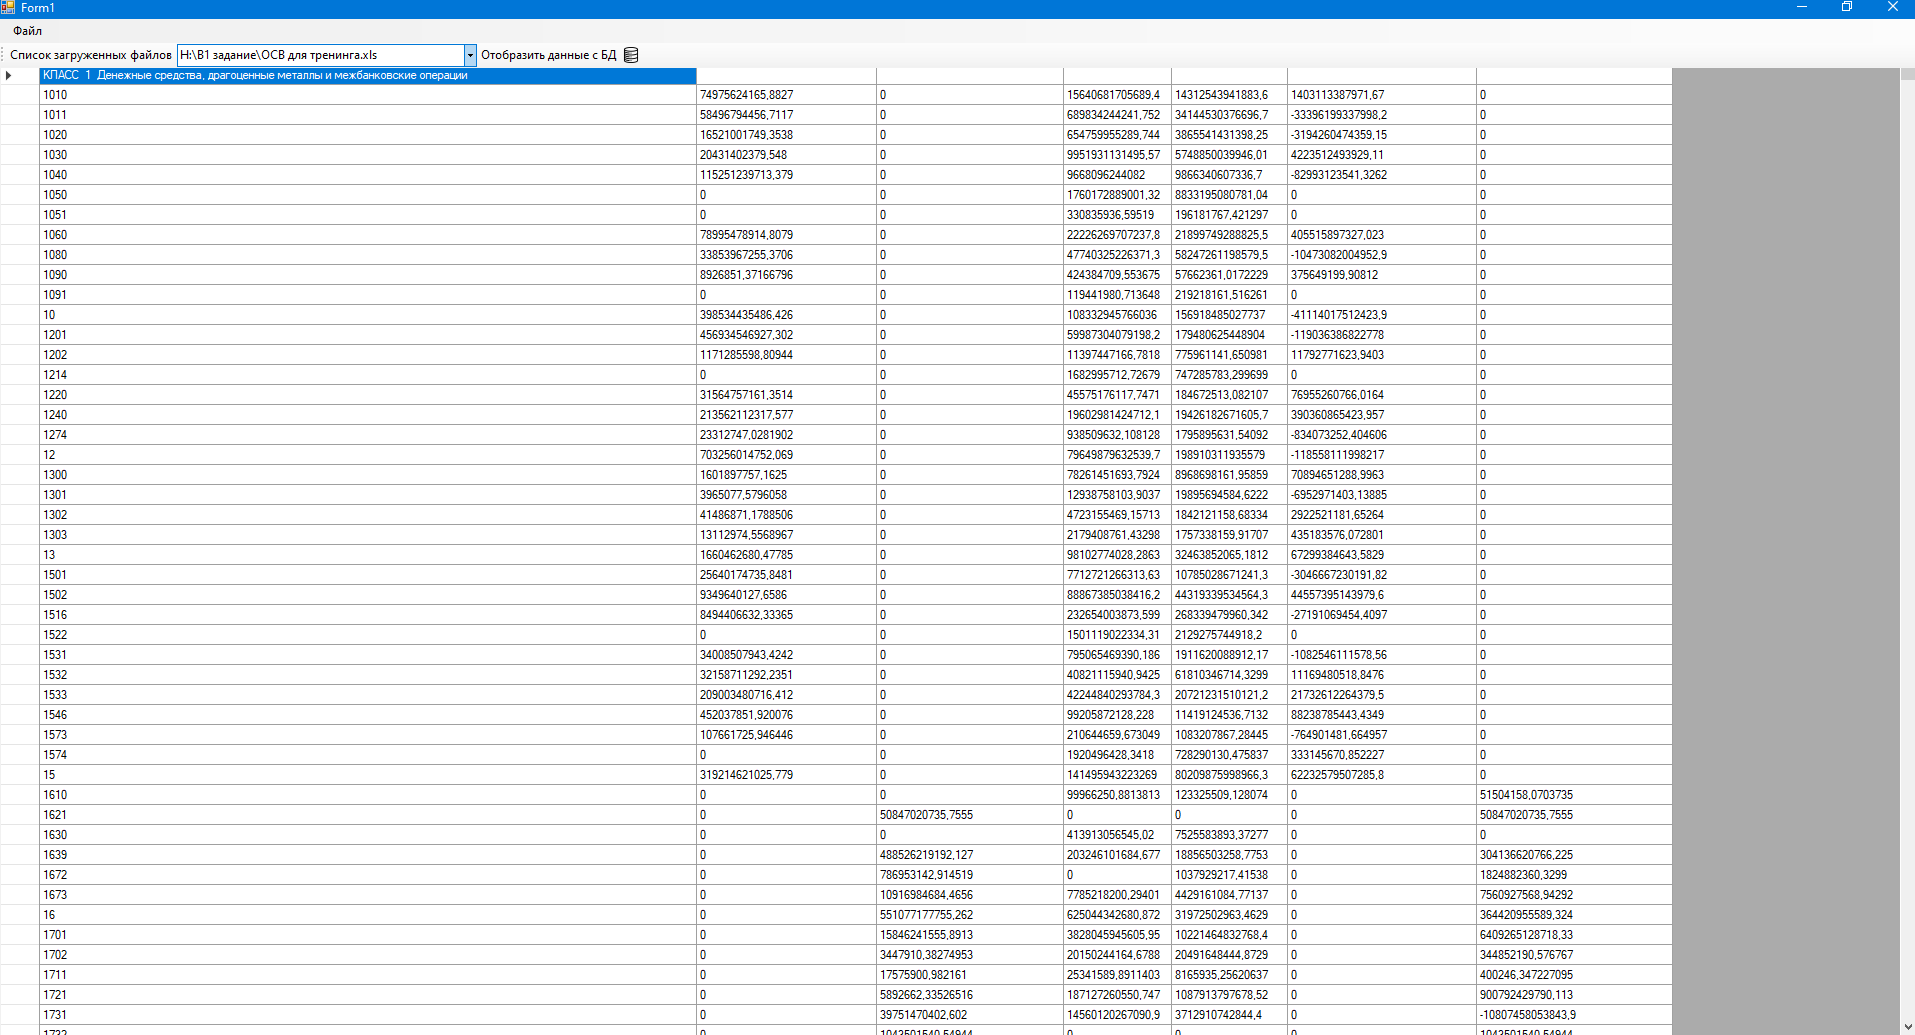 Form1
Файл
Список загруженных файлов H:\B1 задание\ОСВ для тренинга.xls Отобразить данные с БД
КЛАСС 1 Денежные средства, драгоценные металлы и межбанковские операции
1010 74975624165,8827 0 15640681705689,4 14312543941883,6 1403113387971,67 0
1011 58496794456,7117 0 689834244241,752 34144530376696,7 -33396199337998,2 0
1020 16521001749,3538 0 654759955289,744 3865541431398,25 -3194260474359,15 0
1030 20431402379,548 0 9951931131495,57 5748850039946,01 4223512493929,11 0
1040 115251239713,379 0 9668096244082 9866340607336,7 -82993123541,3262 0
1050 0 0 1760172889001,32 8833195080781,04 0 0
1051 0 0 330835936,59519 196181767,421297 0 0
1060 78995478914,8079 0 22226269707237,8 21899749288825,5 405515897327,023 0
1080 33853967255,3706 0 47740325226371,3 58247261198579,5 -10473082004952,9 0
1090 8926851,37166796 0 424384709,553675 57662361,0172229 375649199,90812 0
1091 0 0 119441980,713648 219218161,516261 0 0
10 398534435486,426 0 108332945766036 156918485027737 -41114017512423,9 0
1201 456934546927,302 0 59987304079198,2 179480625448904 -119036386822778 0
1202 1171285598,80944 0 11397447166,7818 775961141,650981 11792771623,9403 0
1214 0 0 1682995712,72679 747285783,299699 0 0
1220 31564757161,3514 0 45575176117,7471 184672513,082107 76955260766,0164 0
1240 213562112317,577 0 19602981424712,1 19426182671605,7 390360865423,957 0
1274 23312747,0281902 0 938509632,108128 1795895631,54092 -834073252,404606 0
12 703256014752,069 0 79649879632539,7 198910311935579 -118558111998217 0
1300 1601897757,1625 0 78261451693,7924 8968698161,95859 70894651288,9963 0
1301 3965077,5796058 0 12938758103,9037 19895694584,6222 -6952971403,13885 0
1302 41486871,1788506 0 4723155469,15713 1842121158,68334 2922521181,65264 0
1303 13112974,5568967 0 2179408761,43298 1757338159,91707 435183576,072801 0
13 1660462680,47785 0 98102774028,2863 32463852065,1812 67299384643,5829 0
1501 25640174735,8481 0 7712721266313,63 10785028671241,3 -3046667230191,82 0
1502 9349640127,6586 0 88867385038416,2 44319339534564,3 44557395143979,6 0
1516 8494406632,33365 0 232654003873,599 268339479960,342 -27191069454,4097 0
1522 0 0 1501119022334,31 2129275744918,2 0 0
1531 34008507943,4242 0 795065469390,186 1911620088912,17 -1082546111578,56 0
1532 32158711292,2351 0 40821115940,9425 61810346714,3299 11169480518,8476 0
1533 209003480716,412 0 42244840293784,3 20721231510121,2 21732612264379,5 0
1546 452037851,920076 0 99205872128,228 11419124536,7132 88238785443,4349 0
1573 107661725,946446 0 210644659,673049 1083207867,28445 -764901481,664957 0
1574 0 0 1920496428,3418 728290130,475837 333145670,852227 0
15 319214621025,779 0 141495943223269 80209875998966,3 62232579507285,8 0
1610 0 0 99966250,8813813 123325509,128074 0 51504158,0703735
1621 0 50847020735,7555 0 0 0 50847020735,7555
1630 0 0 413913056545,02 7525583893,37277 0 0
1639 0 488526219192,127 203246101684,677 18856503258,7753 0 304136620766,225
1672 0 786953142,914519 0 1037929217,41538 0 1824882360,3299
1673 0 10916984684,4656 7785218200,29401 4429161084,77137 0 7560927568,94292
16 0 551077177755,262 625044342680,872 31972502963,4629 0 364420955589,324
1701 0 15846241555,8913 3828045945605,95 10221464832768,4 0 6409265128718,33
1702 0 3447910,38274953 20150244164,6788 20491648444,8729 0 344852190,576767
1711 0 17575900,982161 25341589,8911403 8165935,25620637 0 400246,347227095
1721 0 5892662,33526516 187127260550,747 1087913797678,52 0 900792429790,113
1731 0 39751470402,602 14560120267090,9 3712910742844,4 0 -10807458053843,9
1732 0 1043501540,54944 0 0 0 1043501540,54944